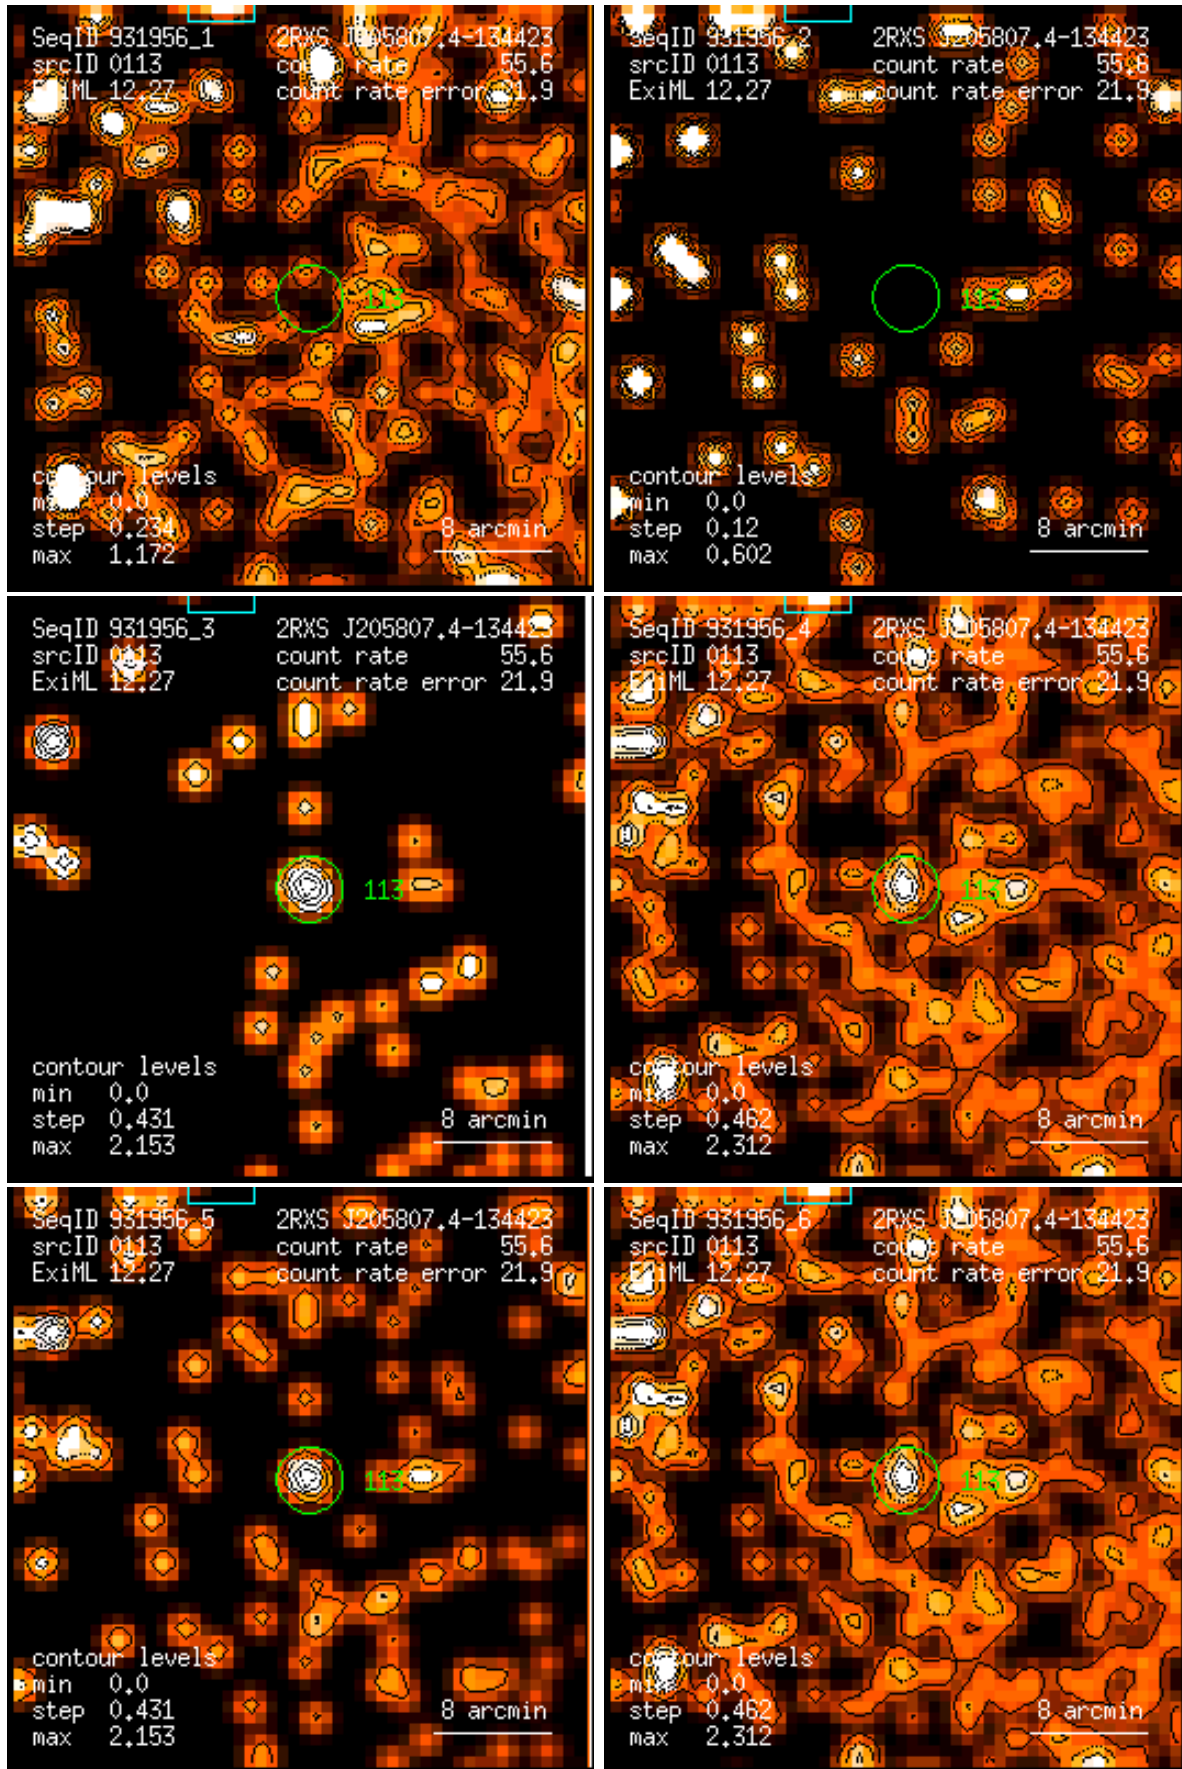 SeqID 931956_1 2RXS J205807.4-134423
srcID 0113 count rate 55.6
ExiML 12.27 count rate error 21.9
113
contour levels
min 0.0
step 0.234
max 1.172
8 arcmin
SeqID 931956_2 2RXS J205807.4-134423
srcID 0113 count rate 55.6
ExiML 12.27 count rate error 21.9
113
contour levels
min 0.0
step 0.12
max 0.602
8 arcmin
SeqID 931956_3 2RXS J205807.4-134423
srcID 0113 count rate 55.6
ExiML 12.27 count rate error 21.9
113
contour levels
min 0.0
step 0.431
max 2.153
8 arcmin
SeqID 931956_4 2RXS J205807.4-134423
srcID 0113 count rate 55.6
ExiML 12.27 count rate error 21.9
113
contour levels
min 0.0
step 0.462
max 2.312
8 arcmin
SeqID 931956_5 2RXS J205807.4-134423
srcID 0113 count rate 55.6
ExiML 12.27 count rate error 21.9
113
contour levels
min 0.0
step 0.431
max 2.153
8 arcmin
SeqID 931956_6 2RXS J205807.4-134423
srcID 0113 count rate 55.6
ExiML 12.27 count rate error 21.9
113
contour levels
min 0.0
step 0.462
max 2.312
8 arcmin